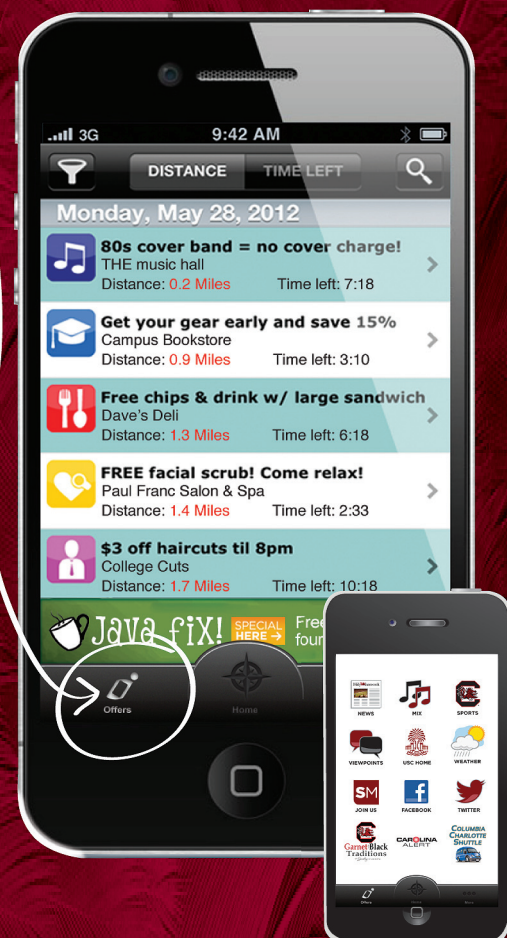 3G 9:42 AM
DISTANCE TIME LEFT
Monday, May 28, 2012
80s cover band = no cover charge!
THE music hall
Distance: 0.2 Miles Time left: 7:18
Get your gear early and save 15%
Campus Bookstore
Distance: 0.9 Miles Time left: 3:10
Free chips & drink w/ large sandwich
Dave's Deli
Distance: 1.3 Miles Time left: 6:18
FREE facial scrub! Come relax!
Paul Franc Salon & Spa
Distance: 1.4 Miles Time left: 2:33
$3 off haircuts til 8pm
College Cuts
Distance: 1.7 Miles Time left: 10:18
JAVA FIX! SPECIAL HERE → Fre
four
Offers Home
NEWS MIX SPORTS
VIEWPOINTS USC HOME WEATHER
SM
JOIN US FACEBOOK TWITTER
Garnet Black Traditions
CAROLINA ALERT
COLUMBIA CHARLOTTE SHUTTLE
Offers Home More